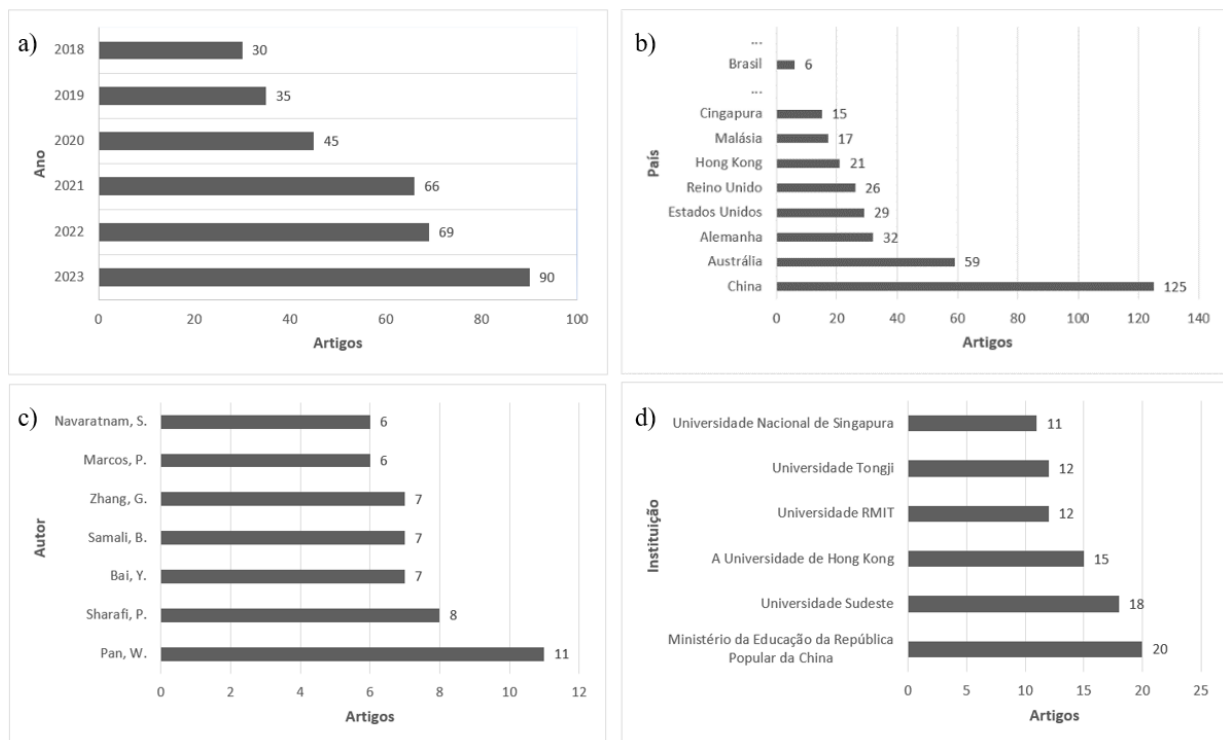 a)
2018
30
2019
35
2020
45
2021
66
2022
69
2023
90
0 20 40 60 80 100
Artigos
Ano
b)
...
Brasil
6
...
Cingapura
15
Malásia
17
Hong Kong
21
Reino Unido
26
Estados Unidos
29
Alemanha
32
Austrália
59
China
125
0 20 40 60 80 100 120 140
Artigos
País
c)
Navaratnam, S.
6
Marcos, P.
6
Zhang, G.
7
Samali, B.
7
Bai, Y.
7
Sharafi, P.
8
Pan, W.
11
0 2 4 6 8 10 12
Artigos
Autor
d)
Universidade Nacional de Singapura
11
Universidade Tongji
12
Universidade RMIT
12
A Universidade de Hong Kong
15
Universidade Sudeste
18
Ministério da Educação da República
Popular da China
20
0 5 10 15 20 25
Artigos
Instituição